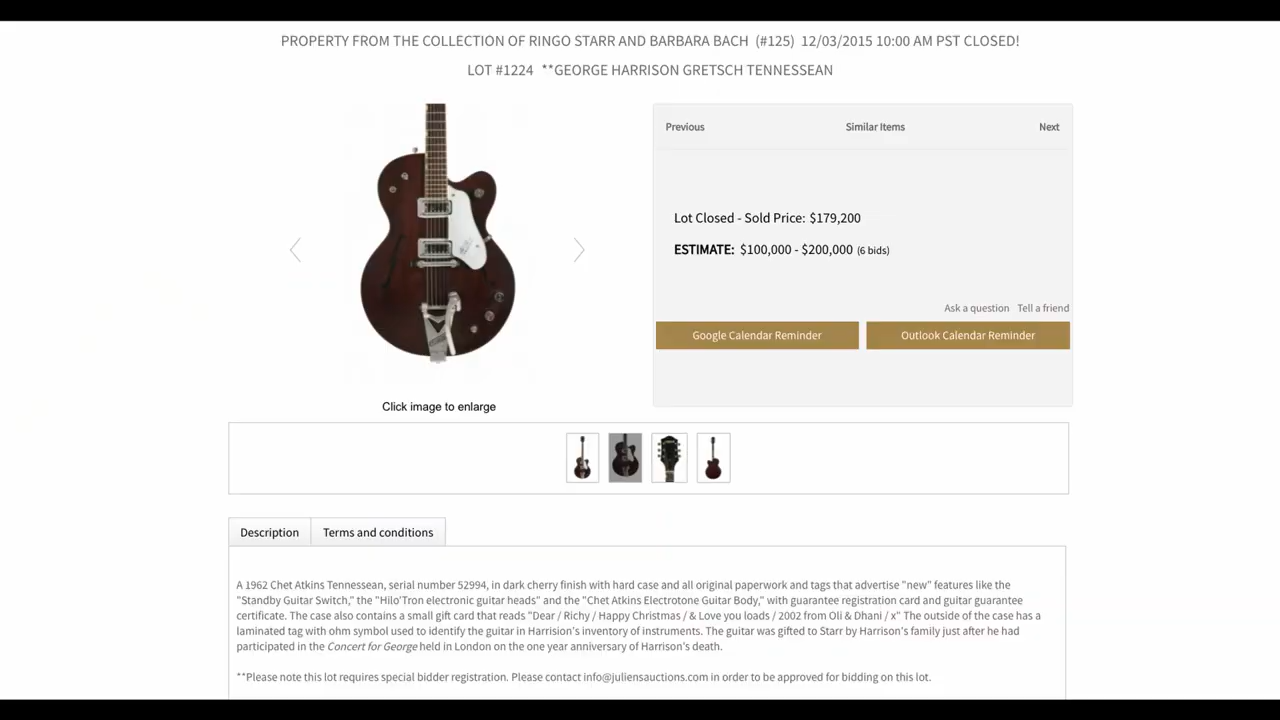 PROPERTY FROM THE COLLECTION OF RINGO STARR AND BARBARA BACH (#125) 12/03/2015 10:00 AM PST CLOSED!
LOT #1224 **GEORGE HARRISON GRETSCH TENNESSEAN
Previous Similar Items Next
Lot Closed - Sold Price: $179,200
ESTIMATE: $100,000 - $200,000 (6 bids)
Ask a question Tell a friend
Google Calendar Reminder Outlook Calendar Reminder
Click image to enlarge
Description Terms and conditions
A 1962 Chet Atkins Tennessean, serial number 52994, in dark cherry finish with hard case and all original paperwork and tags that advertise "new" features like the
"Standby Guitar Switch," the "Hilo'Tron electronic guitar heads" and the "Chet Atkins Electrotone Guitar Body," with guarantee registration card and guitar guarantee
certificate. The case also contains a small gift card that reads "Dear / Richy / Happy Christmas / & Love you loads / 2002 from Oli & Dhani / x" The outside of the case has a
laminated tag with ohm symbol used to identify the guitar in Harrision's inventory of instruments. The guitar was gifted to Starr by Harrison's family just after he had
participated in the Concert for George held in London on the one year anniversary of Harrison's death.
**Please note this lot requires special bidder registration. Please contact info@juliensauctions.com in order to be approved for bidding on this lot.